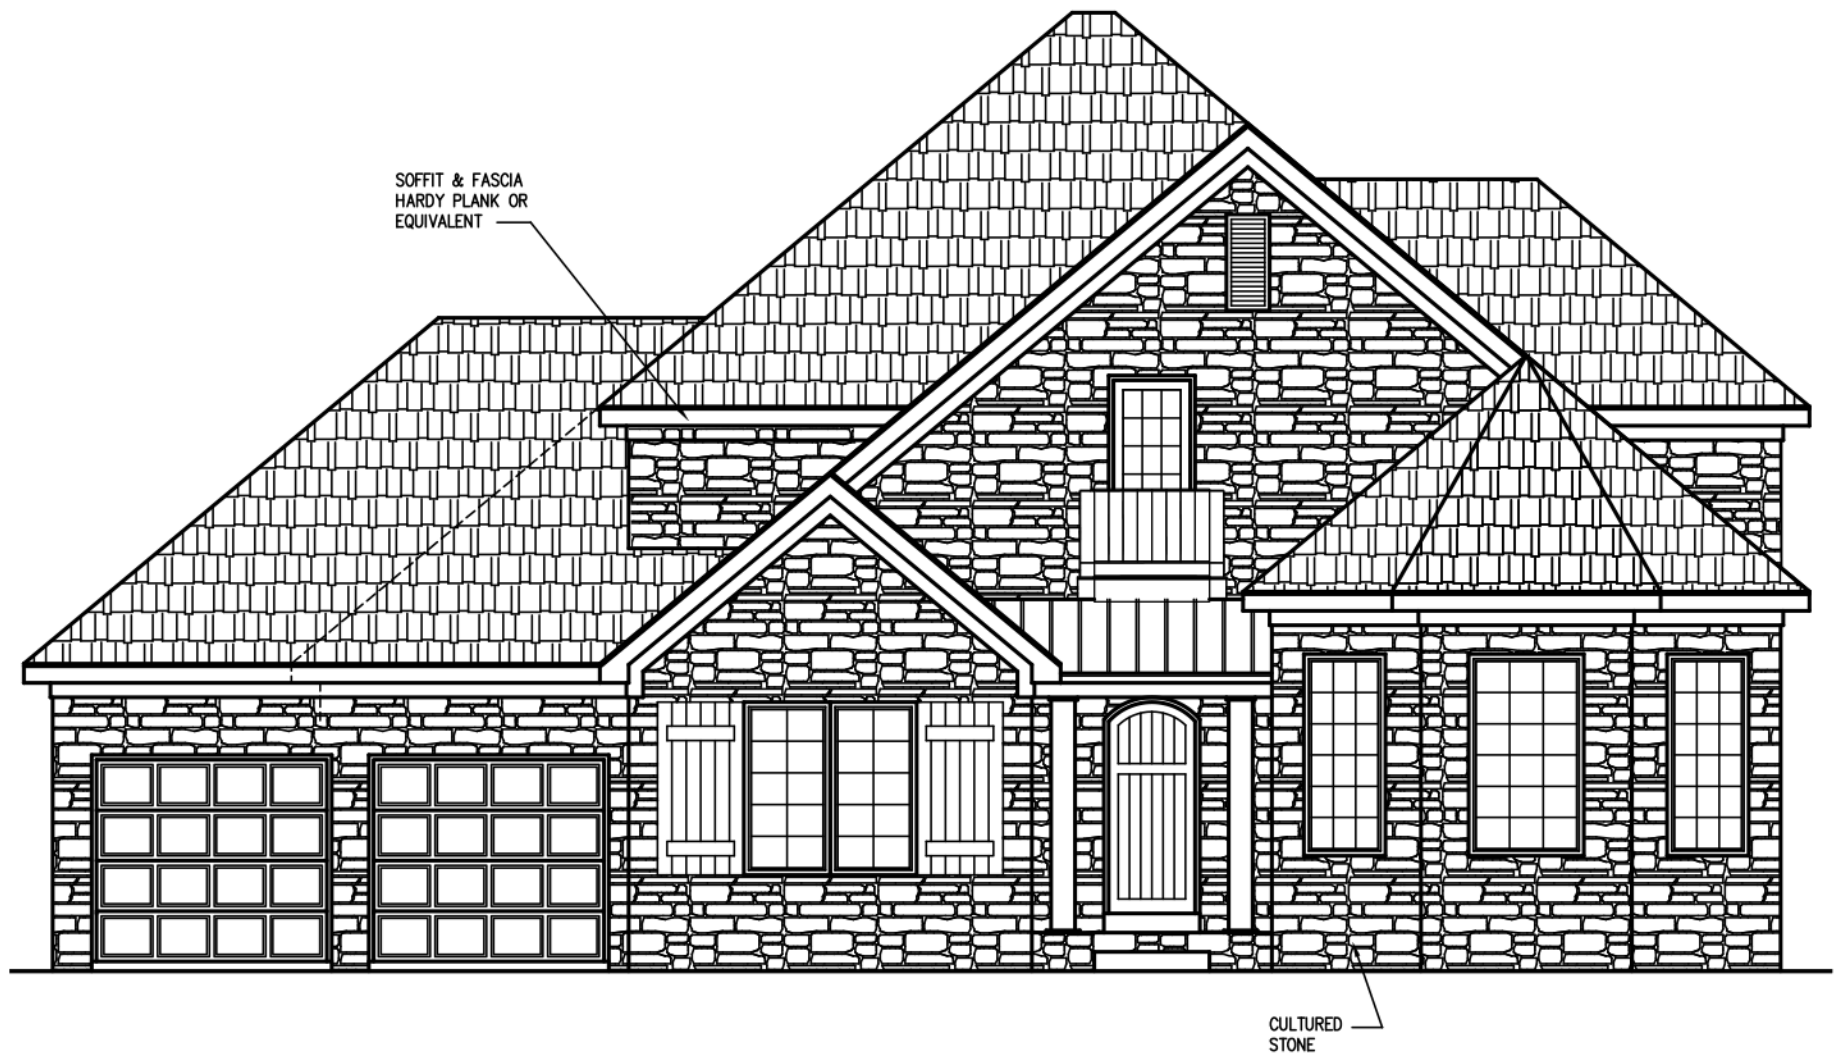 SOFFIT & FASCIA
HARDY PLANK OR
EQUIVALENT
CULTURED
STONE